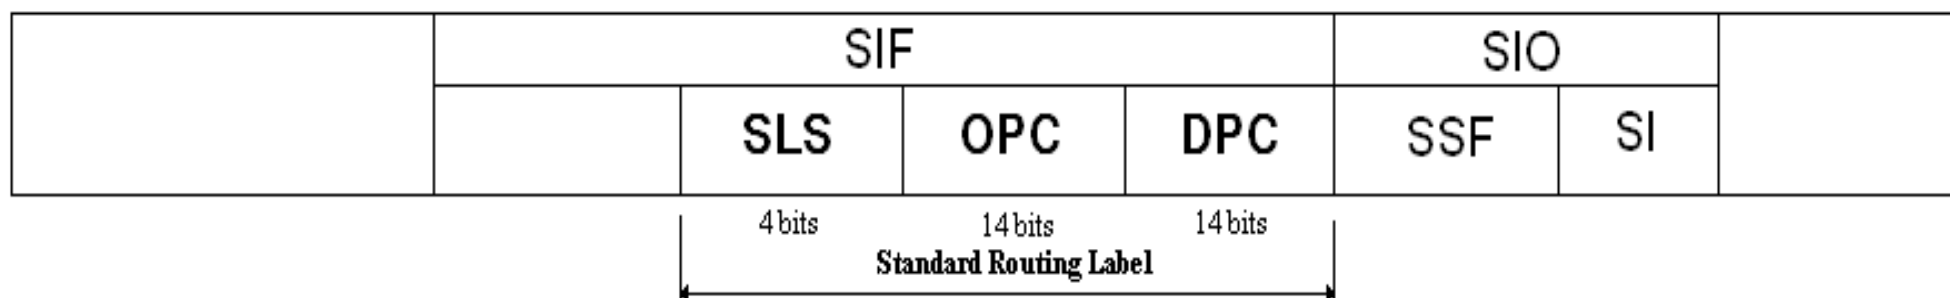 SIF SIO
SLS OPC DPC SSF SI
4 bits 14 bits 14 bits
Standard Routing Label